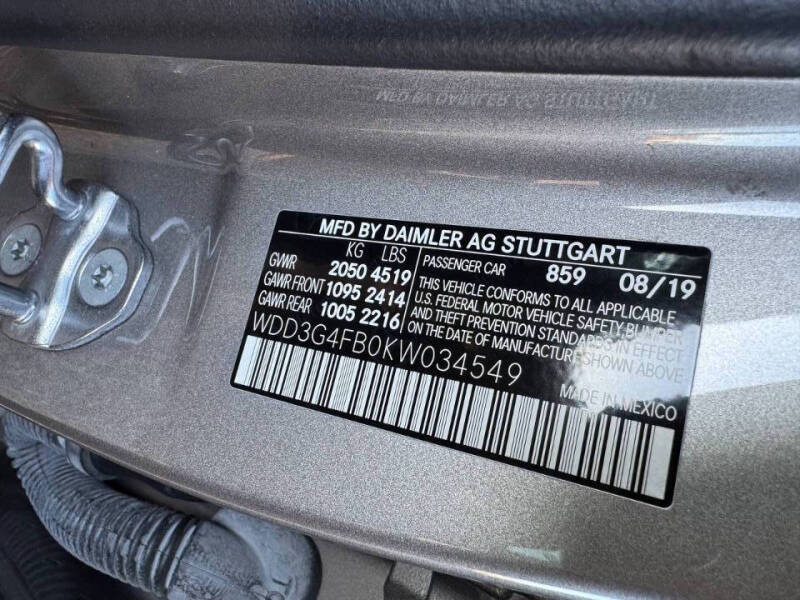 MFD BY DAIMLER AG STUTTGART
KG LBS
GVWR 2050 4519
GAWR FRONT 1095 2414
GAWR REAR 1005 2216
PASSENGER CAR 859 08/19
THIS VEHICLE CONFORMS TO ALL APPLICABLE
U.S. FEDERAL MOTOR VEHICLE SAFETY, BUMPER
AND THEFT PREVENTION STANDARDS IN EFFECT
ON THE DATE OF MANUFACTURE SHOWN ABOVE
WDD3G4FB0KW034549
MADE IN MEXICO